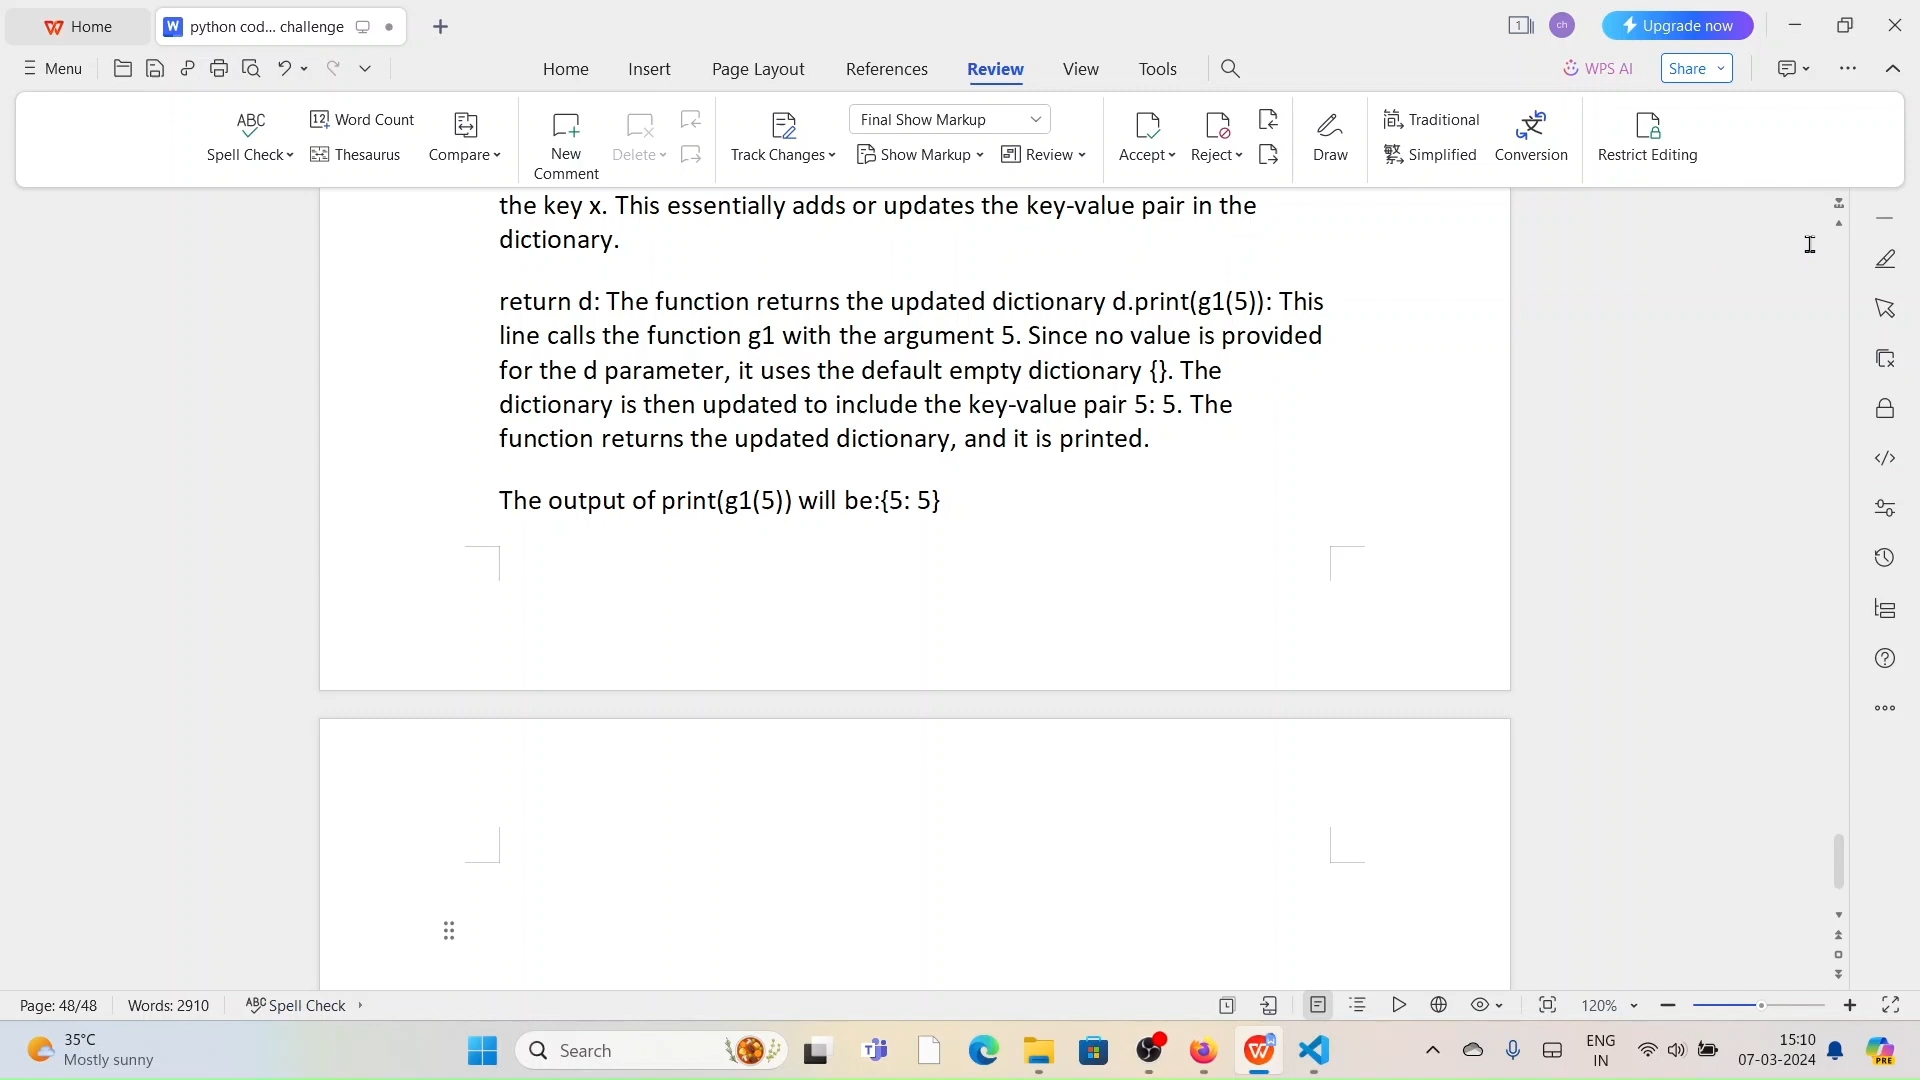 Home
python cod... challenge
ch
Upgrade now
Menu
Home
Insert
Page Layout
References
Review
View
Tools
WPS AI
Share
ABC
Spell Check
Word Count
Thesaurus
Compare
New
Comment
Delete
Track Changes
Final Show Markup
Show Markup
Review
Accept
Reject
Draw
Traditional
Simplified
Conversion
Restrict Editing
the key x. This essentially adds or updates the key-value pair in the
dictionary.
return d: The function returns the updated dictionary d.print(g1(5)): This
line calls the function g1 with the argument 5. Since no value is provided
for the d parameter, it uses the default empty dictionary {}. The
dictionary is then updated to include the key-value pair 5: 5. The
function returns the updated dictionary, and it is printed.
The output of print(g1(5)) will be:{5: 5}
Page: 48/48
Words: 2910
ABC Spell Check
120%
35°C
Mostly sunny
Search
ENG
IN
15:10
07-03-2024
PRE